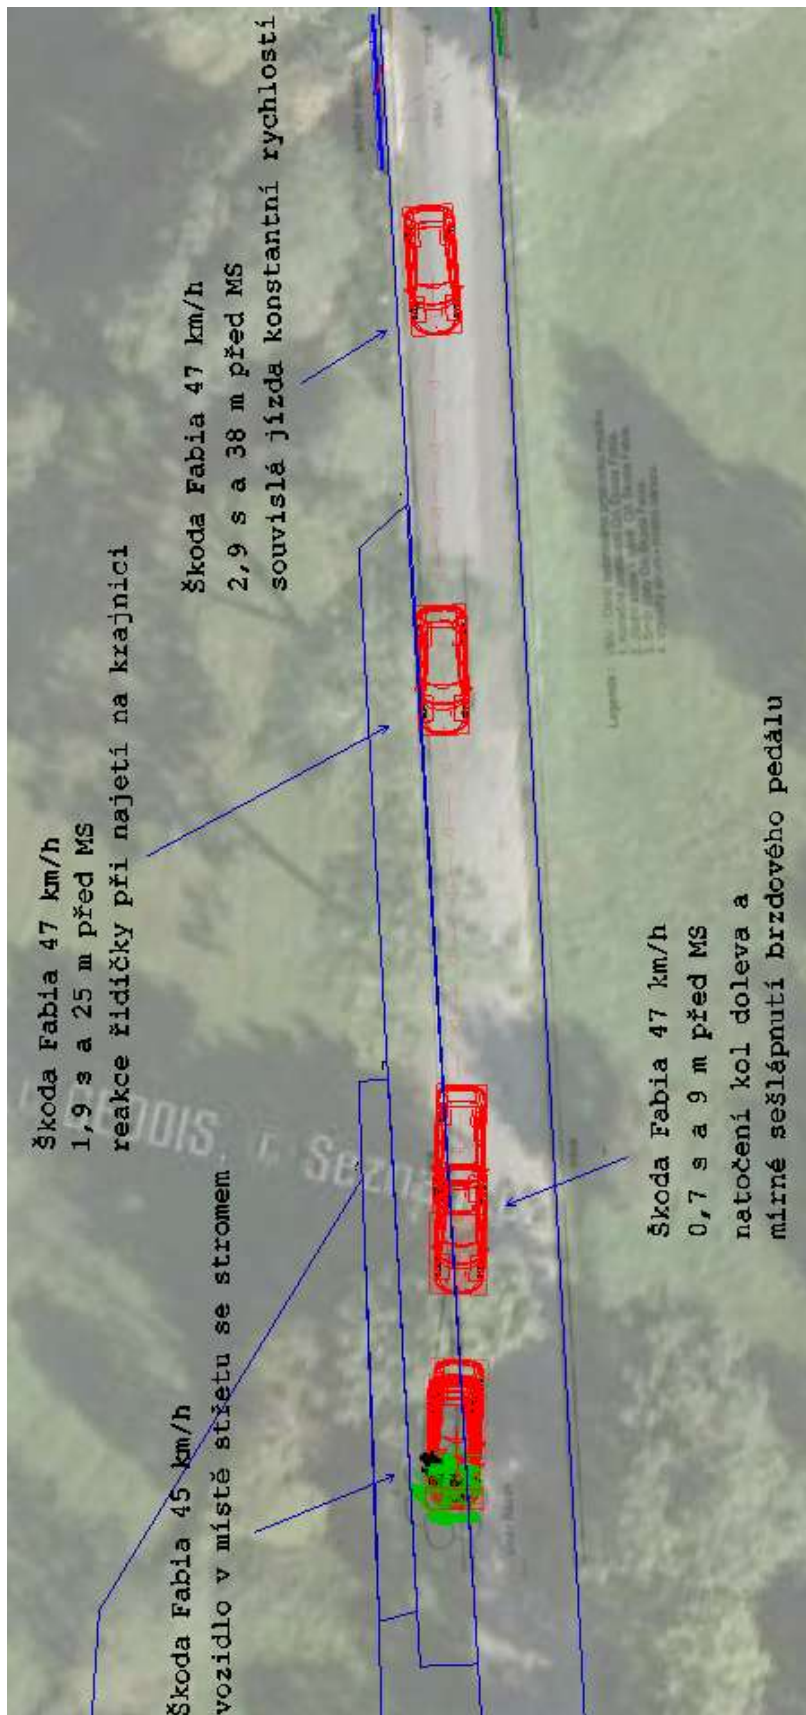 Škoda Fabia 47 km/h
2,9 s a 38 m před MS
souvislá jízda konstantní rychlostí
Škoda Fabia 47 km/h
1,9 s a 25 m před MS
reakce řidičky při najetí na krajnici
Škoda Fabia 47 km/h
0,7 s a 9 m před MS
natočení kol doleva a
mírné sešlápnutí brzdového pedálu
Škoda Fabia 45 km/h
vozidlo v místě střetu se stromem
Legenda :